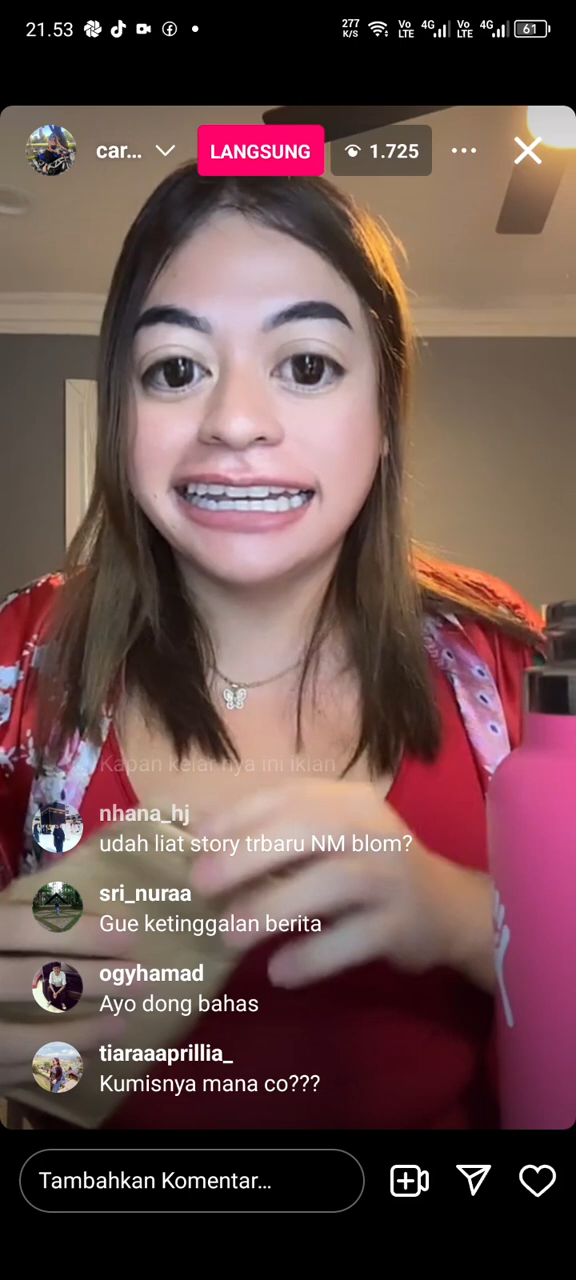 21.53
277
K/S
Vo
LTE
4G
Vo
LTE
4G
61
car...
LANGSUNG
1.725
Kapan kelar nya ini iklan
nhana_hj
udah liat story trbaru NM blom?
sri_nuraa
Gue ketinggalan berita
ogyhamad
Ayo dong bahas
tiaraaaprillia_
Kumisnya mana co???
Tambahkan Komentar...